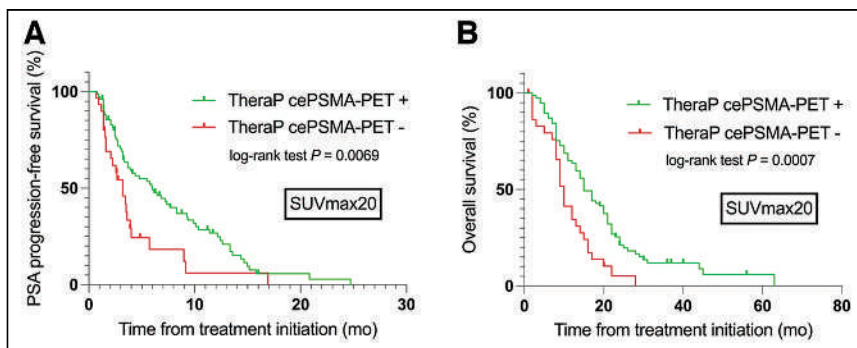 A
PSA progression-free survival (%)
100
50
0
TheraP cePSMA-PET +
TheraP cePSMA-PET -
log-rank test P = 0.0069
SUVmax20
0 10 20 30
Time from treatment initiation (mo)
B
Overall survival (%)
100
50
0
TheraP cePSMA-PET +
TheraP cePSMA-PET -
log-rank test P = 0.0007
SUVmax20
0 20 40 60 80
Time from treatment initiation (mo)